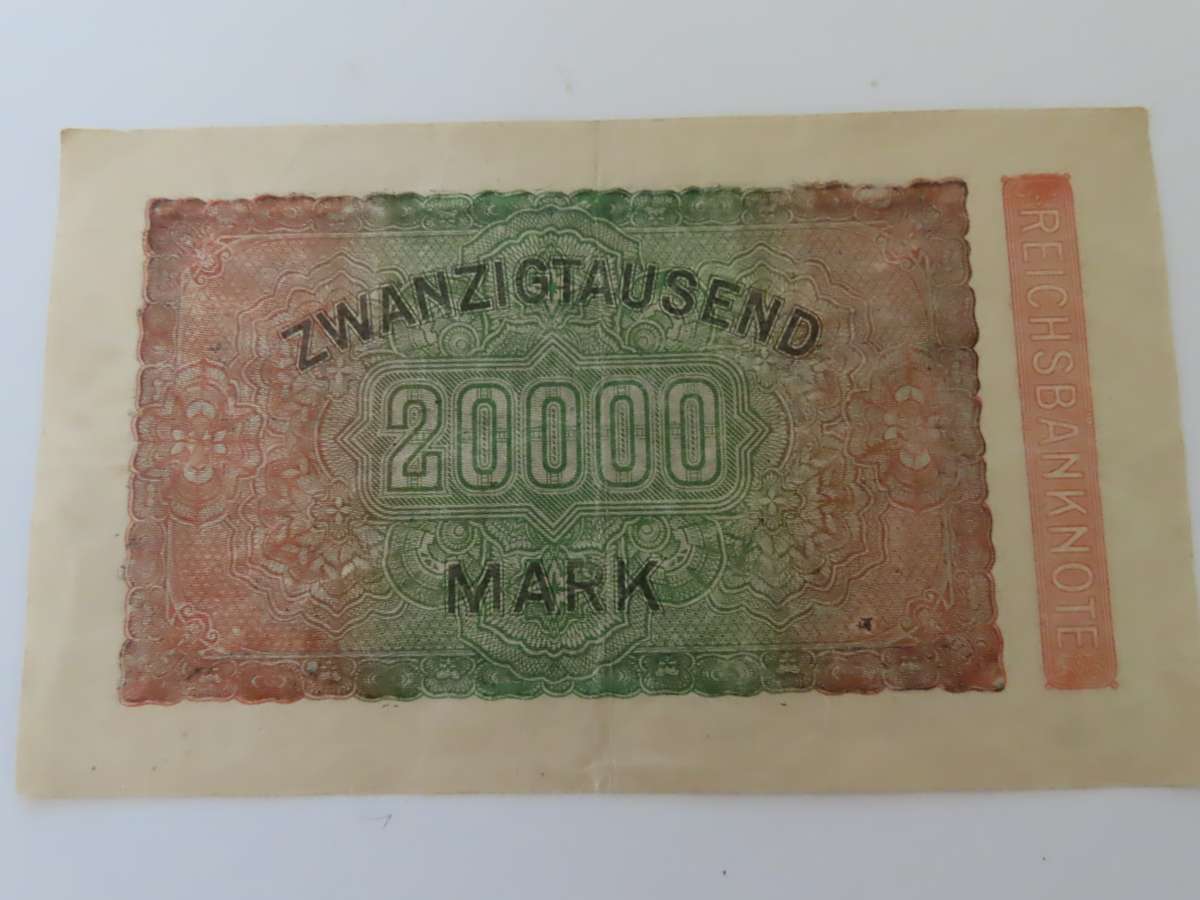 ZWANZIGTAUSEND
20000
MARK
REICHSBANKNOTE